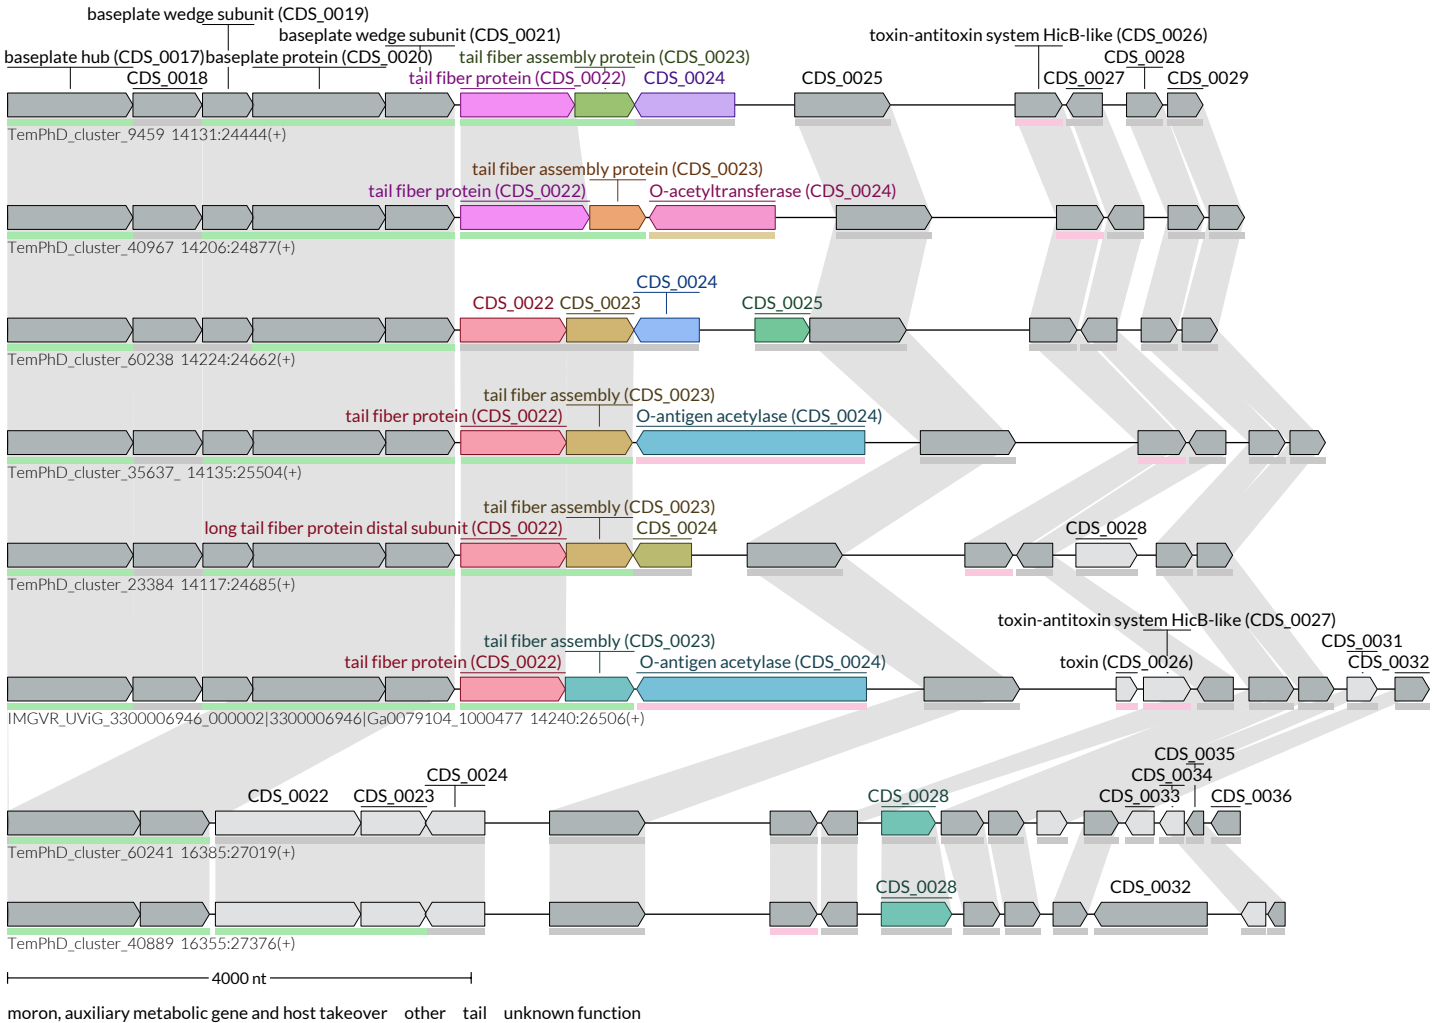 baseplate wedge subunit (CDS_0019)
baseplate wedge subunit (CDS_0021)
toxin-antitoxin system HicB-like (CDS_0026)
baseplate hub (CDS_0017)
baseplate protein (CDS_0020)
tail fiber assembly protein (CDS_0023)
CDS_0028
CDS_0018
tail fiber protein (CDS_0022)
CDS_0024
CDS_0025
CDS_0027
CDS_0029
TemPhD_cluster_9459 14131:24444(+)
tail fiber assembly protein (CDS_0023)
tail fiber protein (CDS_0022)
O-acetyltransferase (CDS_0024)
TemPhD_cluster_40967 14206:24877(+)
CDS_0024
CDS_0022
CDS_0023
CDS_0025
TemPhD_cluster_60238 14224:24662(+)
tail fiber assembly (CDS_0023)
tail fiber protein (CDS_0022)
O-antigen acetylase (CDS_0024)
TemPhD_cluster_35637_ 14135:25504(+)
tail fiber assembly (CDS_0023)
long tail fiber protein distal subunit (CDS_0022)
CDS_0024
CDS_0028
TemPhD_cluster_23384 14117:24685(+)
toxin-antitoxin system HicB-like (CDS_0027)
tail fiber assembly (CDS_0023)
CDS_0031
tail fiber protein (CDS_0022)
O-antigen acetylase (CDS_0024)
toxin (CDS_0026)
CDS_0032
IMGVR_UViG_3300006946_000002|3300006946|Ga0079104_1000477 14240:26506(+)
CDS_0035
CDS_0024
CDS_0034
CDS_0022
CDS_0023
CDS_0028
CDS_0033
CDS_0036
TemPhD_cluster_60241 16385:27019(+)
CDS_0028
CDS_0032
TemPhD_cluster_40889 16355:27376(+)
4000 nt
moron, auxiliary metabolic gene and host takeover other tail unknown function